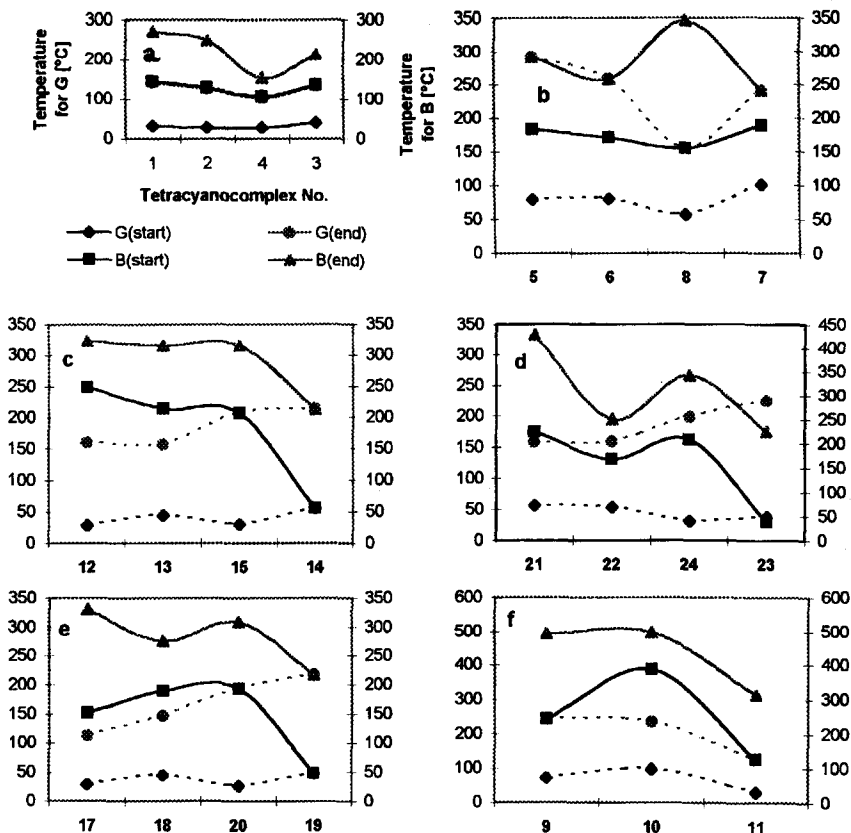 300 300
200 a. 200
100 100
0 0
1 2 4 3
Temperature for G [°C]
Temperature for B [°C]
Tetracyanocomplex No.
G(start) G(end)
B(start) B(end)
350 350
300 300
250 b 250
200 200
150 150
100 100
50 50
0 0
5 6 8 7
350 350
300 c 300
250 250
200 200
150 150
100 100
50 50
0 0
12 13 15 14
350 450
300 d 400
250 350
200 300
150 250
100 200
50 150
0 100
50
0
21 22 24 23
350 350
300 e 300
250 250
200 200
150 150
100 100
50 50
0 0
17 18 20 19
600 600
500 f 500
400 400
300 300
200 200
100 100
0 0
9 10 11